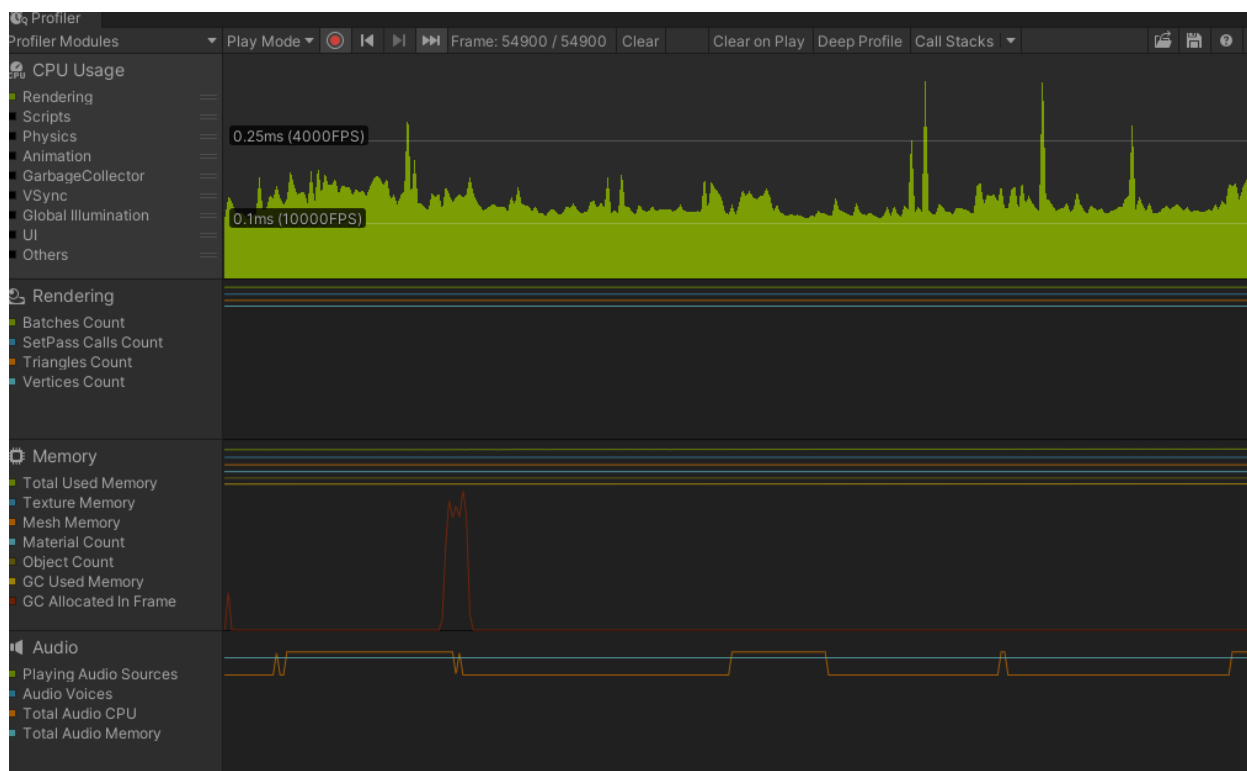 Profiler
Profiler Modules Play Mode Frame: 54900 / 54900 Clear Clear on Play Deep Profile Call Stacks
CPU Usage
Rendering
Scripts
Physics
Animation
GarbageCollector
VSync
Global Illumination
UI
Others
0.25ms (4000FPS)
0.1ms (10000FPS)
Rendering
Batches Count
SetPass Calls Count
Triangles Count
Vertices Count
Memory
Total Used Memory
Texture Memory
Mesh Memory
Material Count
Object Count
GC Used Memory
GC Allocated In Frame
Audio
Playing Audio Sources
Audio Voices
Total Audio CPU
Total Audio Memory